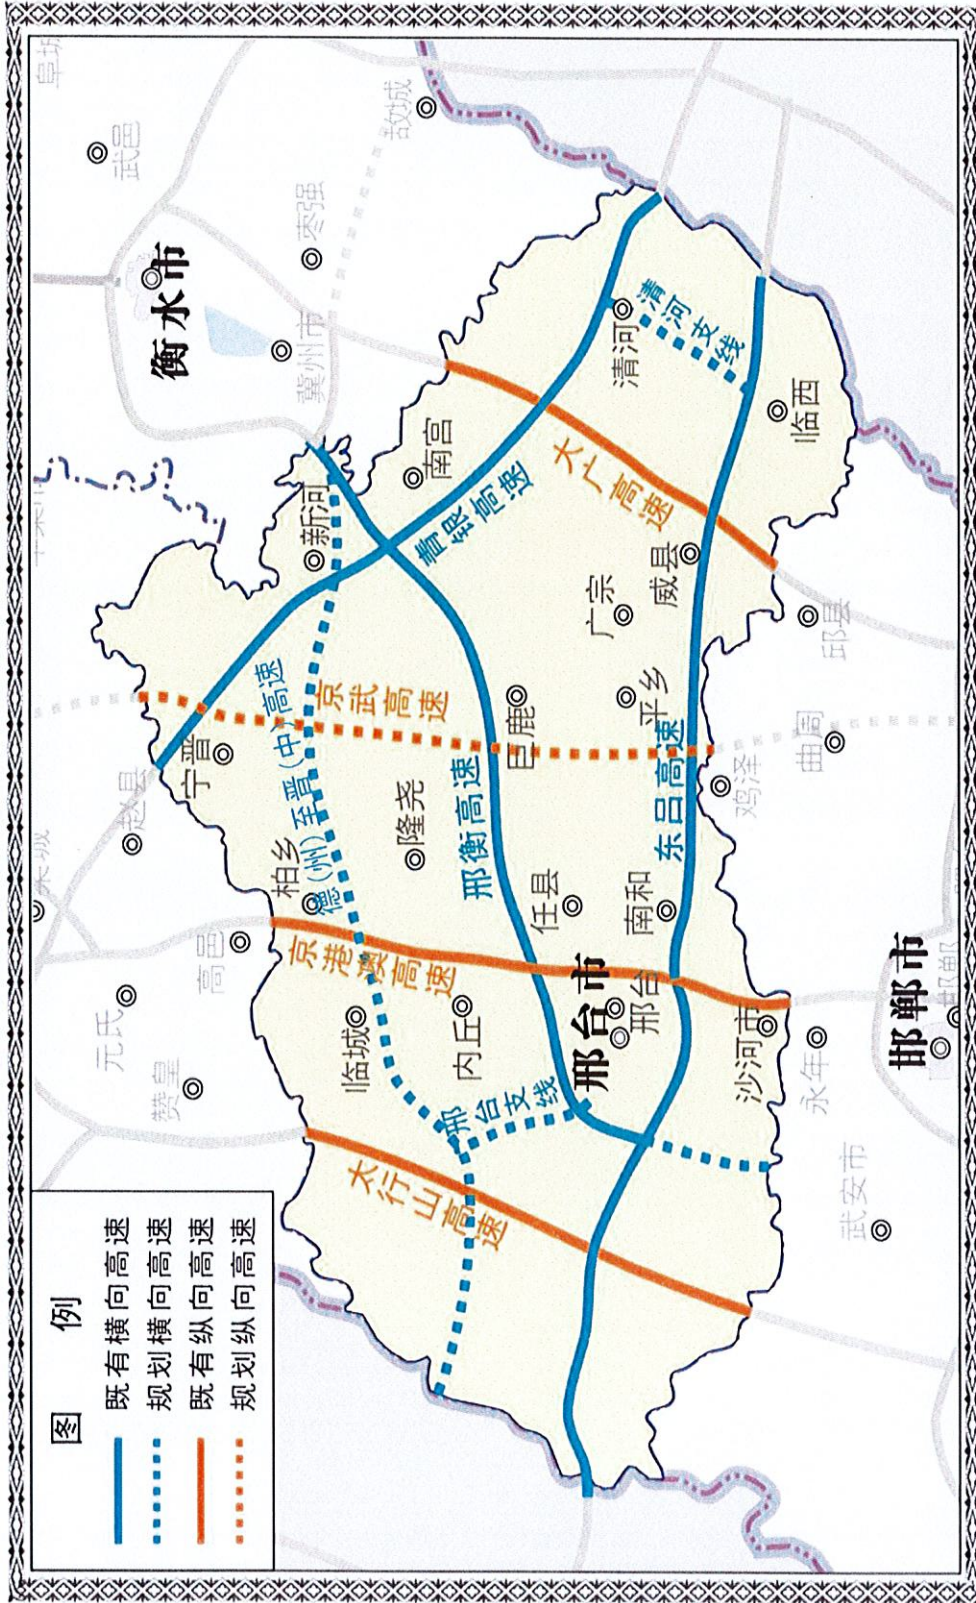 图 例
既有横向高速
规划横向高速
既有纵向高速
规划纵向高速
武邑
衡水市
枣强
故城
冀州市
赵县
高邑
元氏
赞皇
新河
南宫
宁晋
柏乡
隆尧
巨鹿
广宗
平乡
威县
清河
临西
任县
南和
临城
内丘
邢台市
邢台
沙河市
鸡泽
曲周
邱县
永年
武安市
邯郸市
邯郸
青银高速
大广高速
清河支线
京武高速
德(州)至晋(中)高速
邢衡高速
东吕高速
京港澳高速
邢台支线
太行山高速